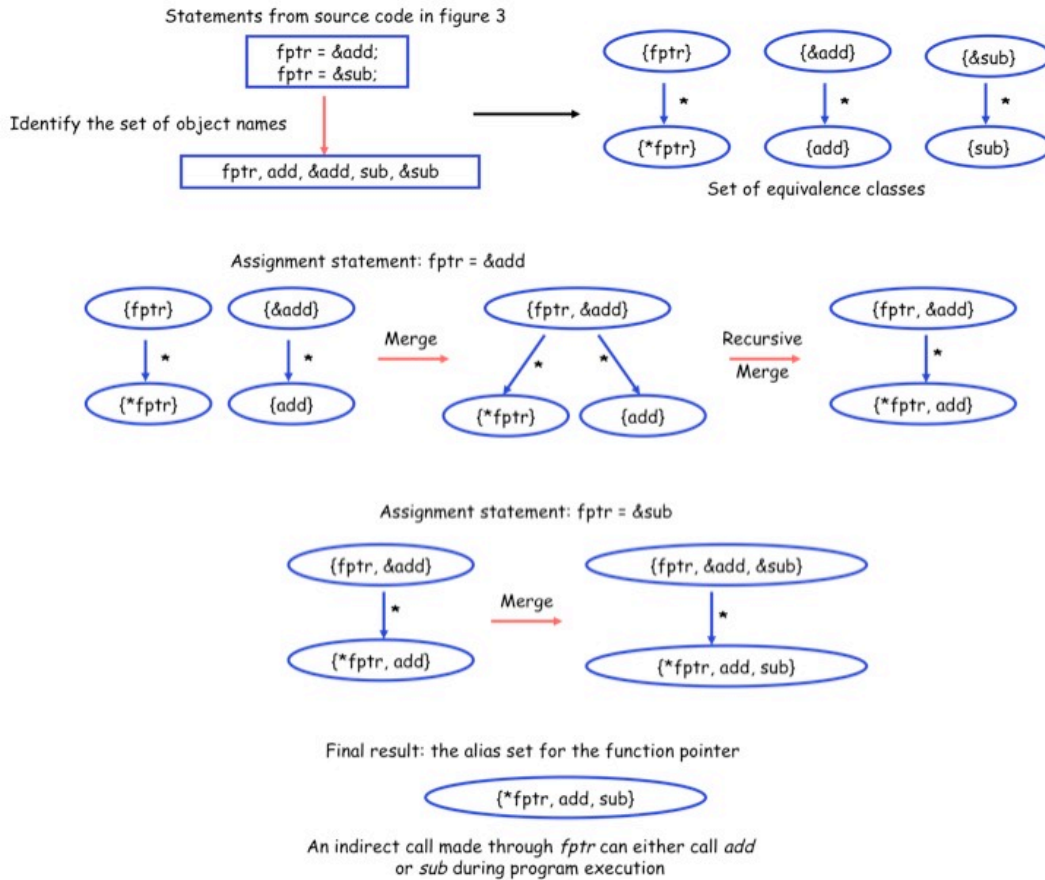 Statements from source code in figure 3
fptr = &add;
fptr = &sub;
Identify the set of object names
fptr, add, &add, sub, &sub
{fptr}
{&add}
{&sub}
*
*
*
{*fptr}
{add}
{sub}
Set of equivalence classes
Assignment statement: fptr = &add
{fptr}
{&add}
*
*
{*fptr}
{add}
Merge
{fptr, &add}
*
*
{*fptr}
{add}
Recursive
Merge
{fptr, &add}
*
{*fptr, add}
Assignment statement: fptr = &sub
{fptr, &add}
*
{*fptr, add}
Merge
{fptr, &add, &sub}
*
{*fptr, add, sub}
Final result: the alias set for the function pointer
{*fptr, add, sub}
An indirect call made through fptr can either call add
or sub during program execution